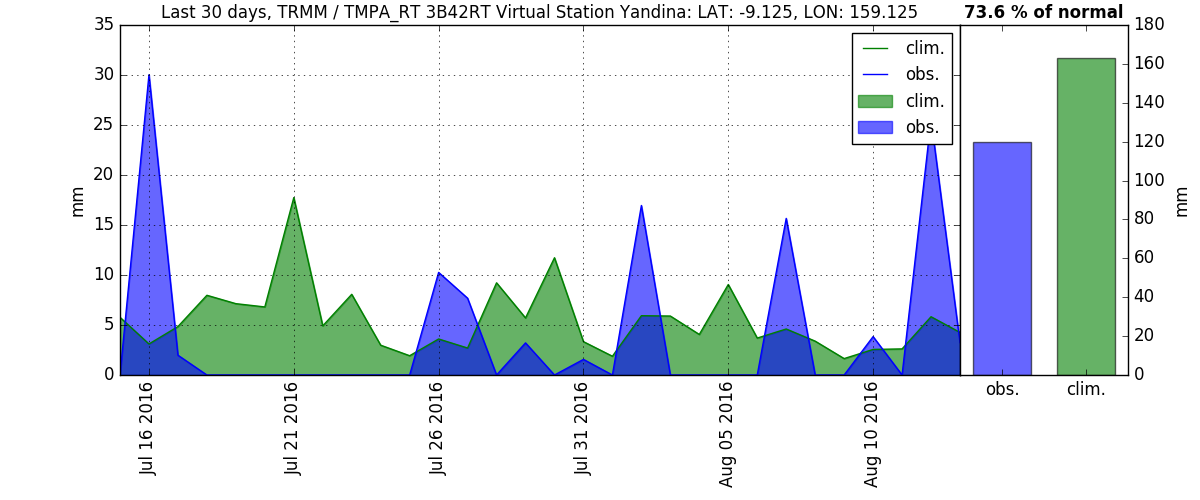 Last 30 days, TRMM / TMPA_RT 3B42RT Virtual Station Yandina: LAT: -9.125, LON: 159.125
73.6 % of normal
35
30
25
20
15
10
5
0
mm
clim.
obs.
clim.
obs.
Jul 16 2016
Jul 21 2016
Jul 26 2016
Jul 31 2016
Aug 05 2016
Aug 10 2016
180
160
140
120
100
80
60
40
20
0
mm
obs.
clim.